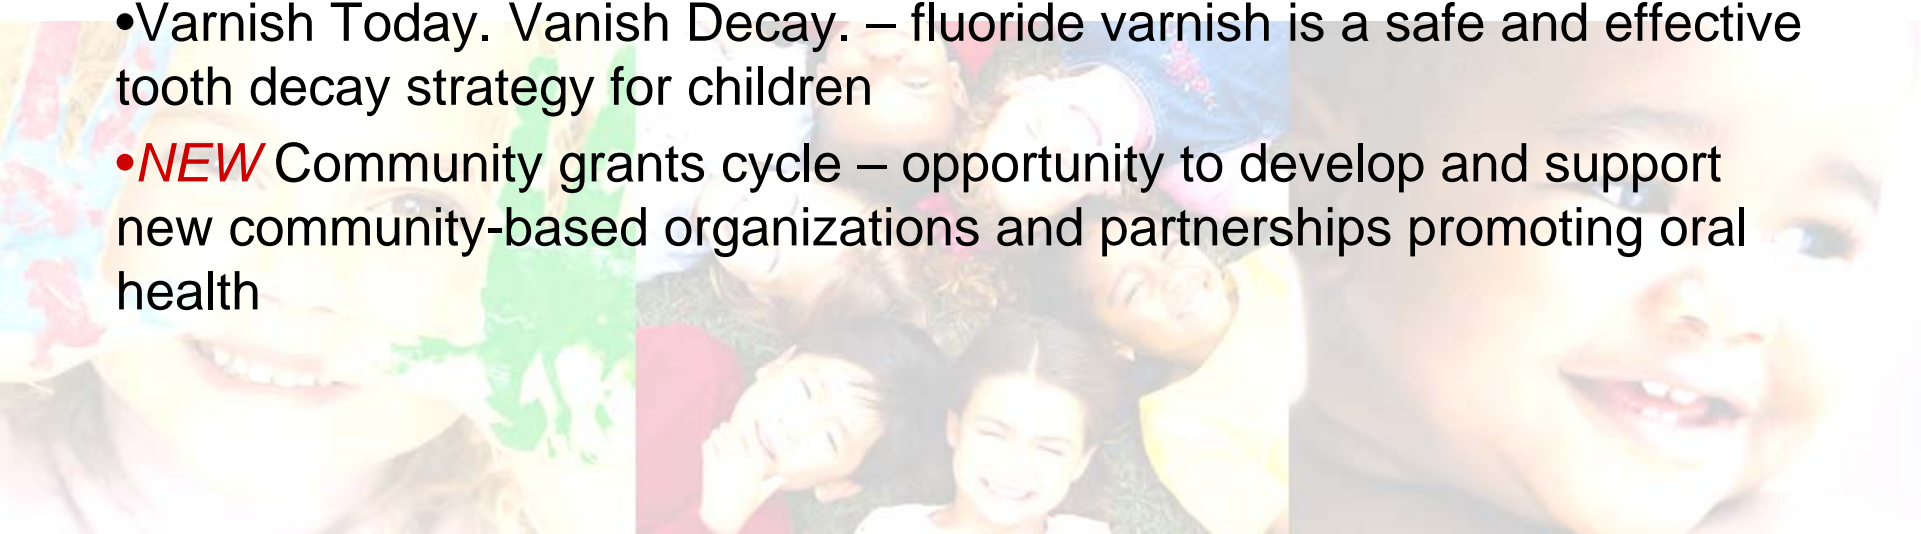 •Varnish Today. Vanish Decay. – fluoride varnish is a safe and effective
tooth decay strategy for children
•NEW Community grants cycle – opportunity to develop and support
new community-based organizations and partnerships promoting oral
health